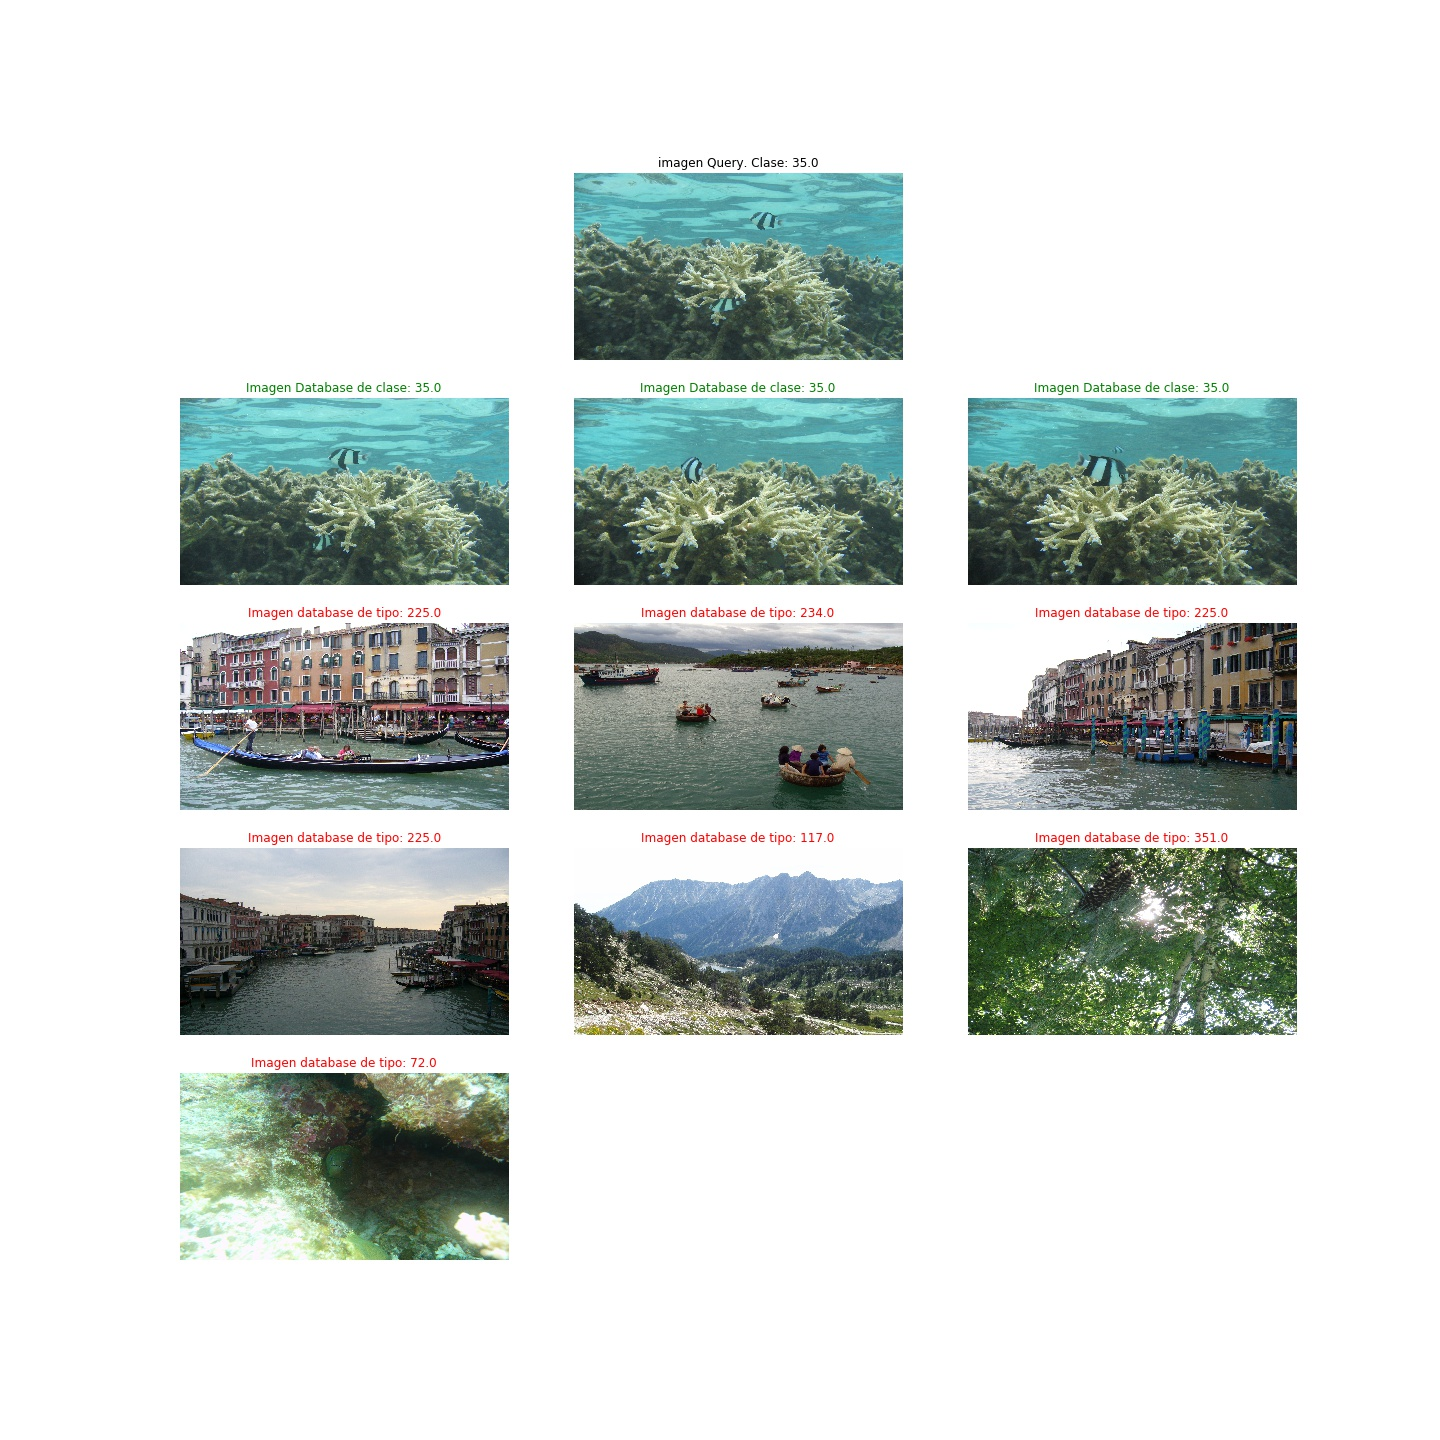 imagen Query. Clase: 35.0
Imagen Database de clase: 35.0
Imagen Database de clase: 35.0
Imagen Database de clase: 35.0
Imagen database de tipo: 225.0
Imagen database de tipo: 234.0
Imagen database de tipo: 225.0
Imagen database de tipo: 225.0
Imagen database de tipo: 117.0
Imagen database de tipo: 351.0
Imagen database de tipo: 72.0